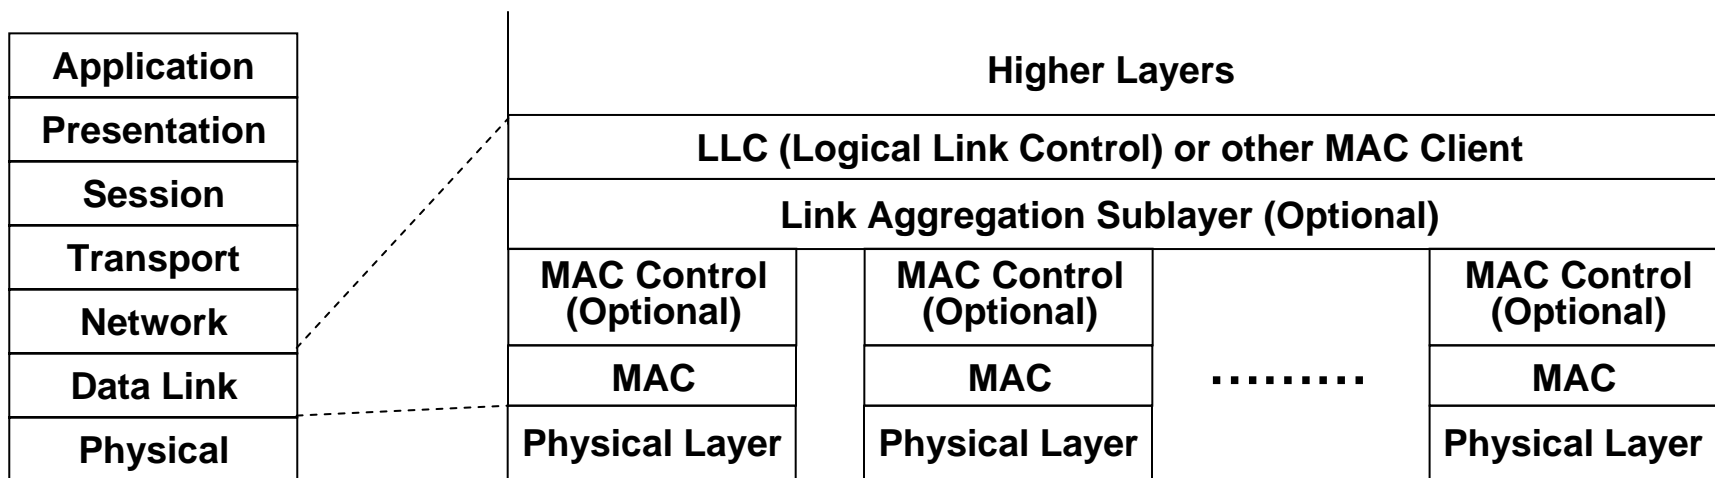 Application
Presentation
Session
Transport
Network
Data Link
Physical
Higher Layers
LLC (Logical Link Control) or other MAC Client
Link Aggregation Sublayer (Optional)
MAC Control
(Optional)
MAC
Physical Layer
MAC Control
(Optional)
MAC
Physical Layer
.........
MAC Control
(Optional)
MAC
Physical Layer